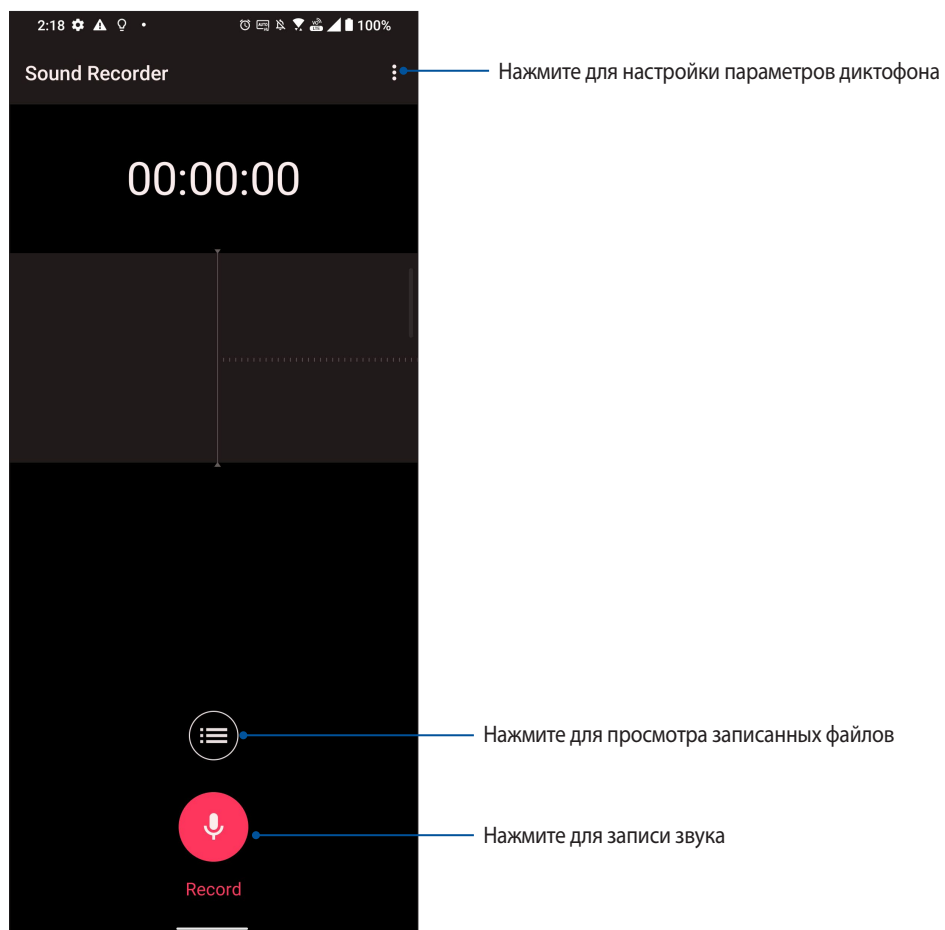 2:18 100%
Sound Recorder
Нажмите для настройки параметров диктофона
00:00:00
Нажмите для просмотра записанных файлов
Нажмите для записи звука
Record